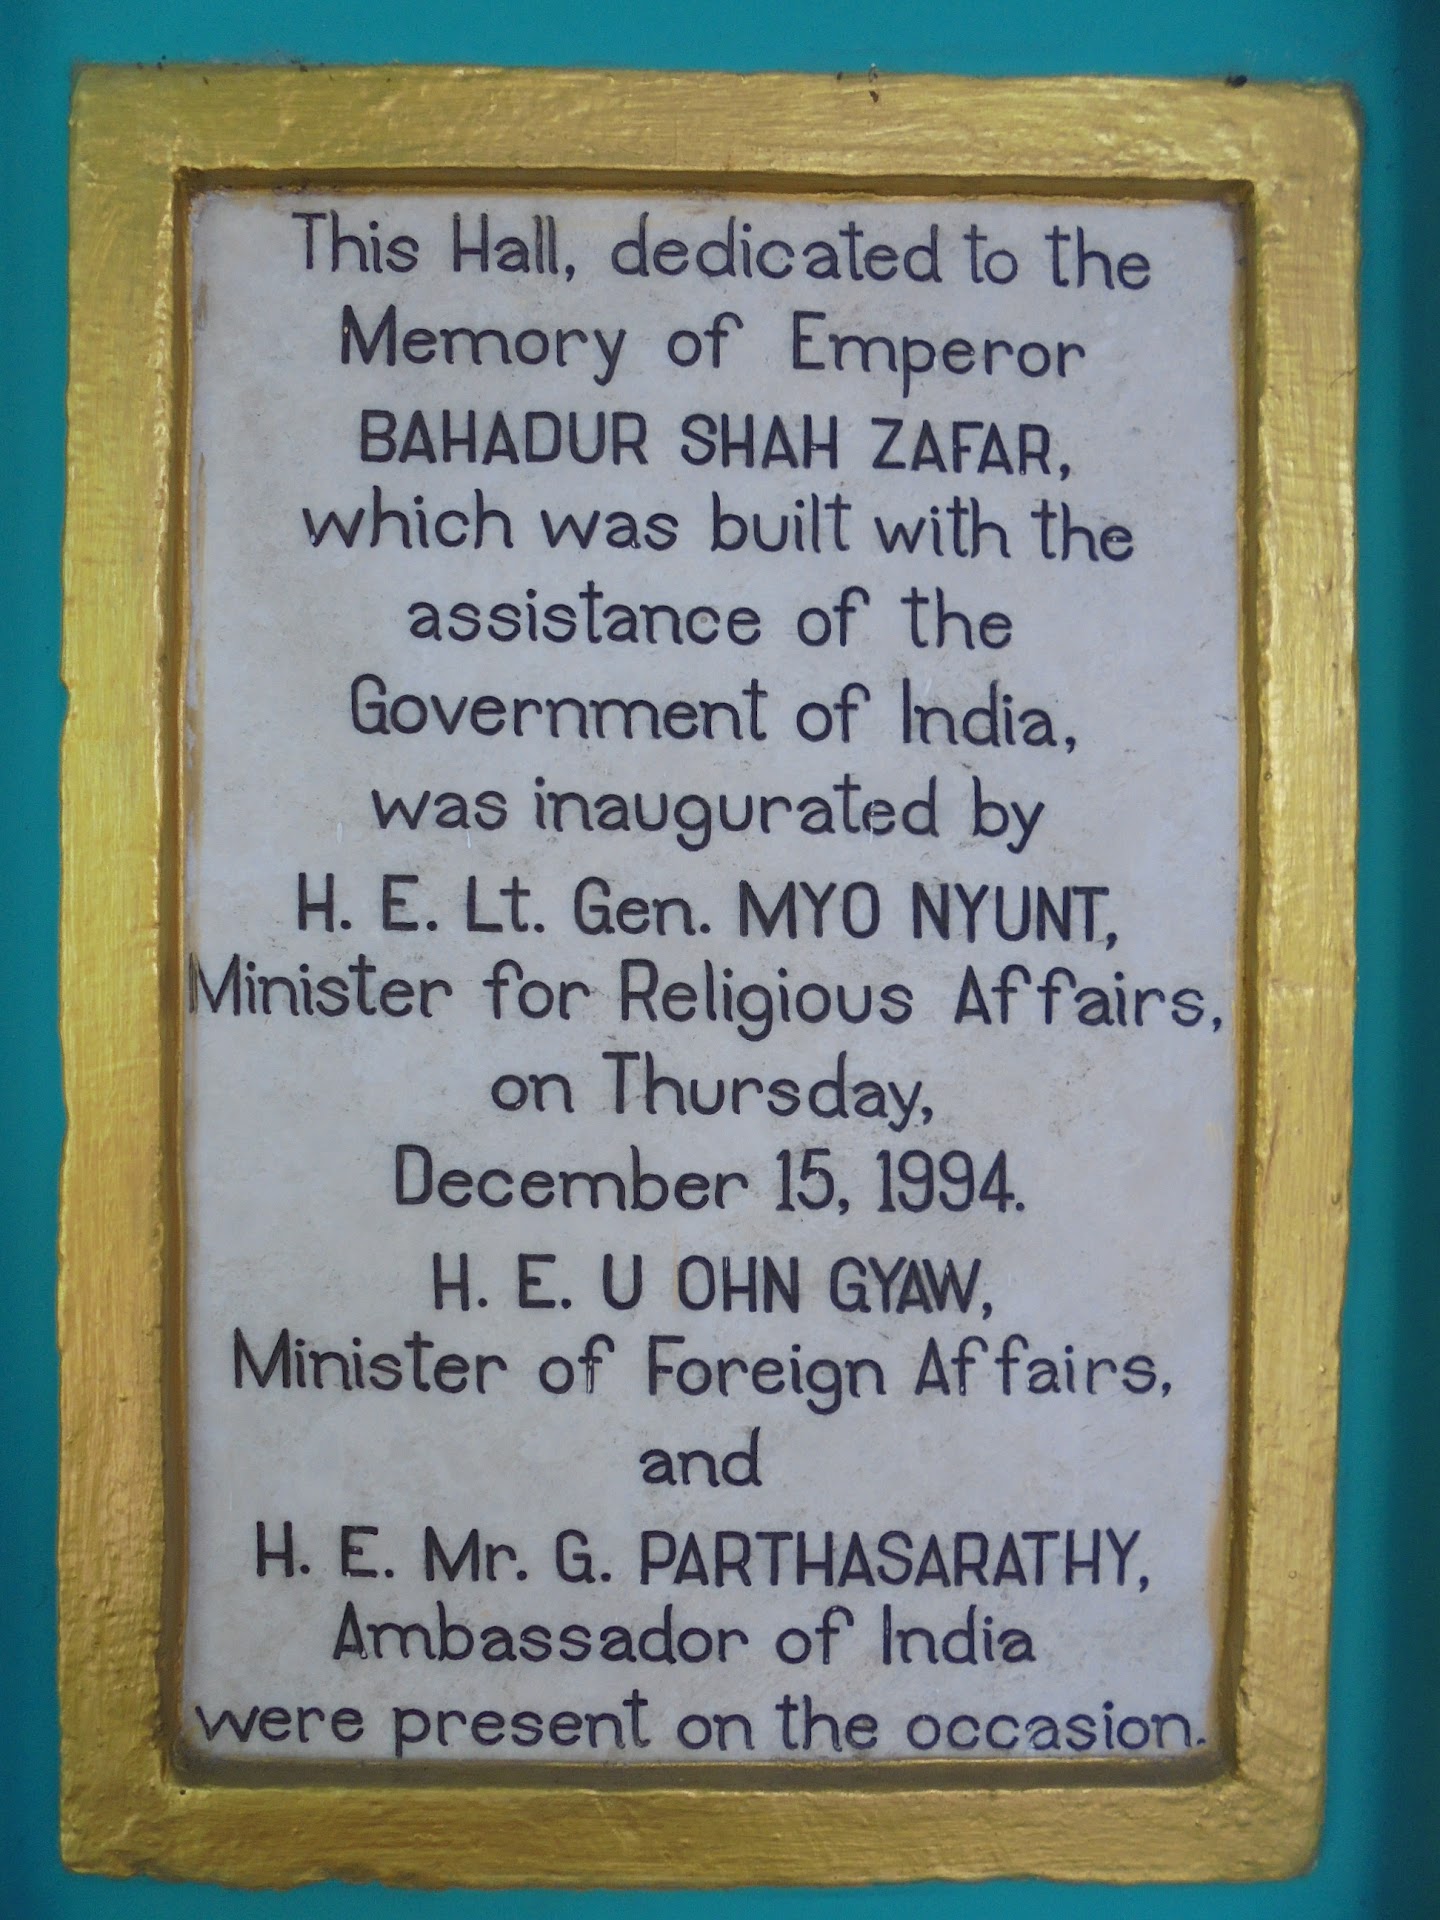 This Hall, dedicated to the
Memory of Emperor
BAHADUR SHAH ZAFAR,
which was built with the
assistance of the
Government of India,
was inaugurated by
H. E. Lt. Gen. MYO NYUNT,
Minister for Religious Affairs,
on Thursday,
December 15, 1994.
H. E. U OHN GYAW,
Minister of Foreign Affairs,
and
H. E. Mr. G. PARTHASARATHY,
Ambassador of India
were present on the occasion.